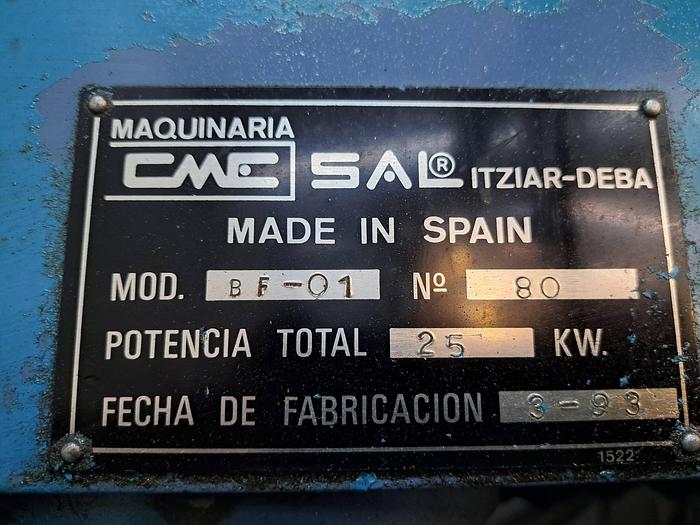 MAQUINARIA
CME SAL® ITZIAR-DEBA
MADE IN SPAIN
MOD. BF-01 Nº 80
POTENCIA TOTAL 25 KW.
FECHA DE FABRICACION 3-93
1522